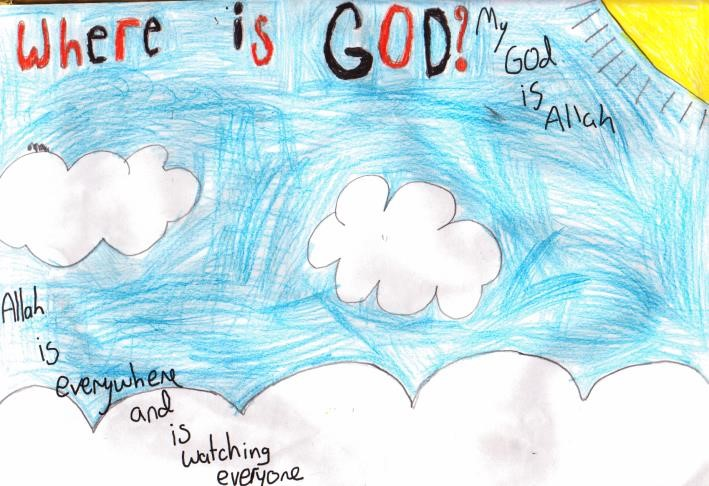 Where is GOD?
My
God
is
Allah
Allah
is
everywhere
and
is
watching
everyone